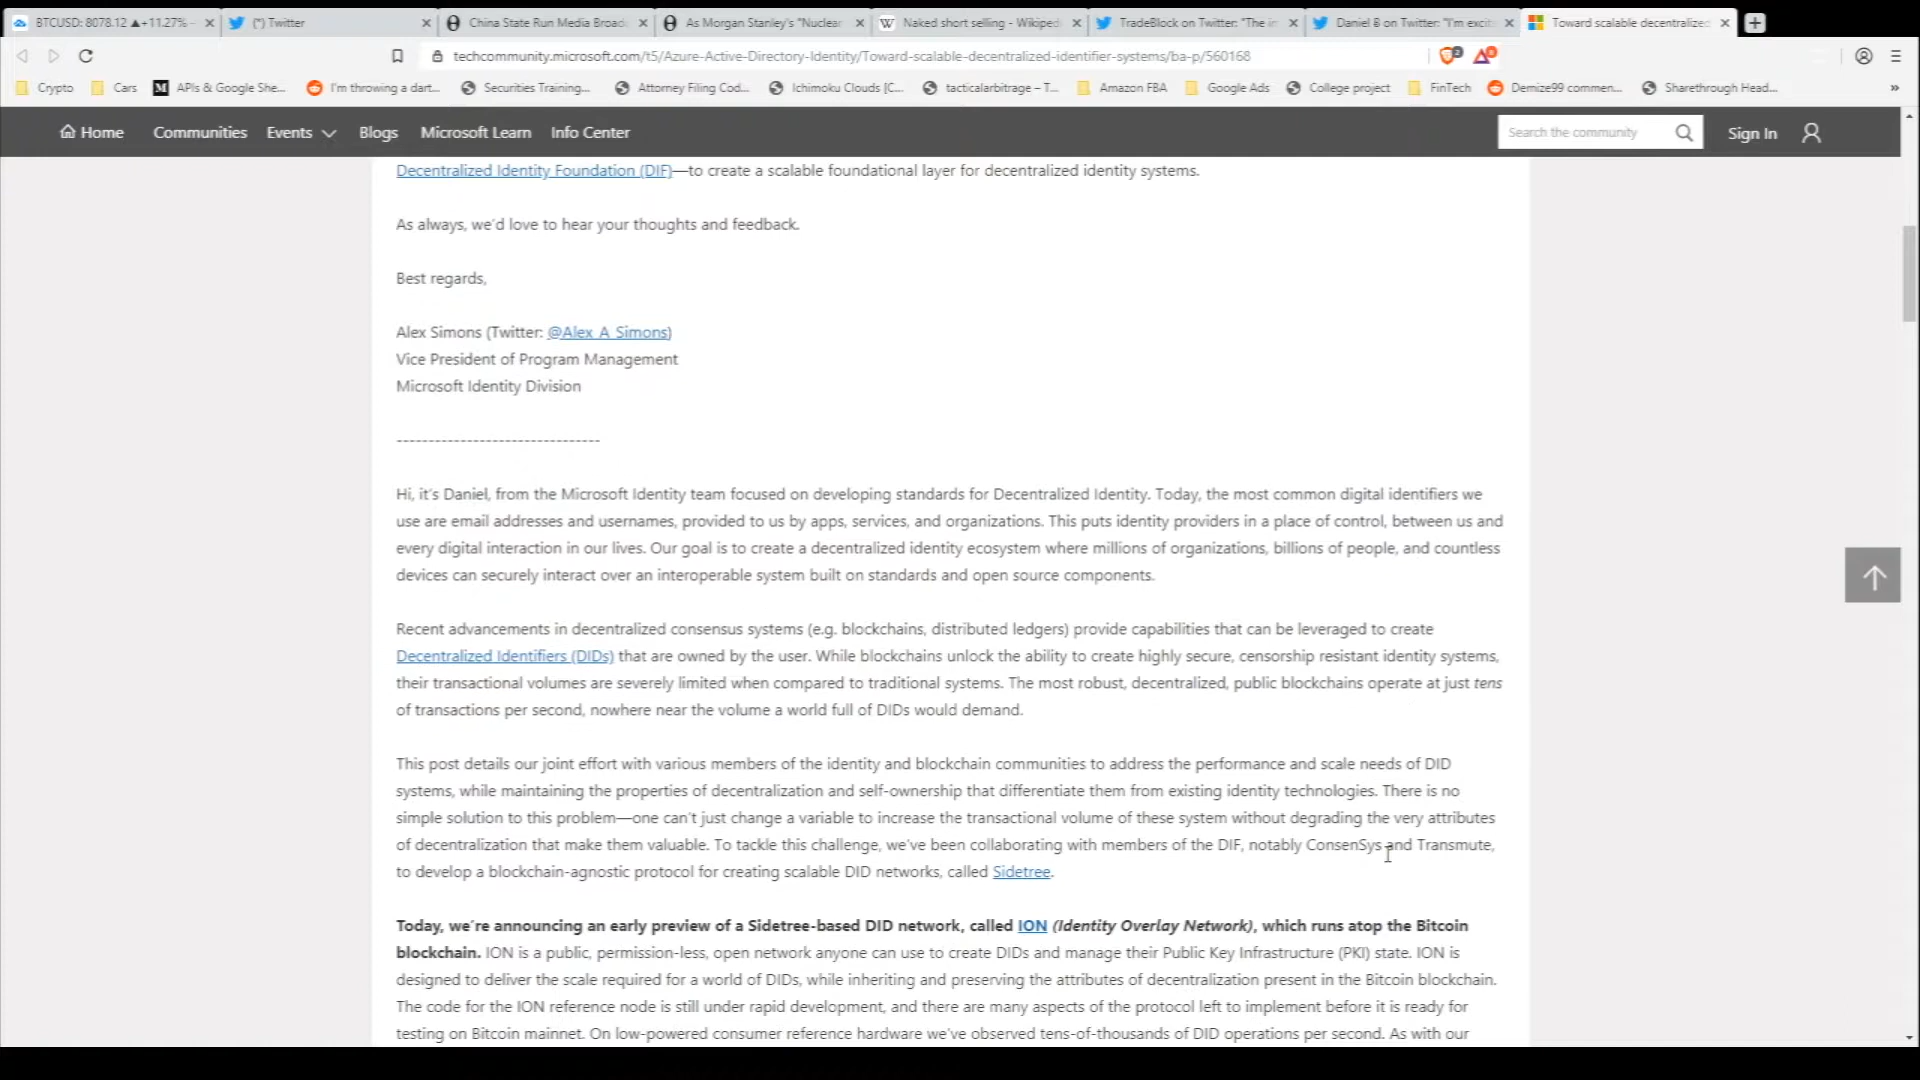 BTCUSD: 8078.12 ▲+11.27% -
(*) Twitter
China State Run Media Broad
As Morgan Stanley's "Nuclear
Naked short selling - Wikiped
TradeBlock on Twitter: "The i
Daniel B on Twitter: "I'm excit
Toward scalable decentralized
techcommunity.microsoft.com/t5/Azure-Active-Directory-Identity/Toward-scalable-decentralized-identifier-systems/ba-p/560168
Crypto
Cars
APIs & Google She...
I'm throwing a dart...
Securities Training...
Attorney Filing Cod...
Ichimoku Clouds [C...
tacticalarbitrage – T...
Amazon FBA
Google Ads
College project
FinTech
Demize99 commen...
Sharethrough Head...
»
Home
Communities
Events
Blogs
Microsoft Learn
Info Center
Search the community
Sign In
Decentralized Identity Foundation (DIF)—to create a scalable foundational layer for decentralized identity systems.
As always, we'd love to hear your thoughts and feedback.
Best regards,
Alex Simons (Twitter: @Alex_A_Simons)
Vice President of Program Management
Microsoft Identity Division
--------------------------------
Hi, it's Daniel, from the Microsoft Identity team focused on developing standards for Decentralized Identity. Today, the most common digital identifiers we
use are email addresses and usernames, provided to us by apps, services, and organizations. This puts identity providers in a place of control, between us and
every digital interaction in our lives. Our goal is to create a decentralized identity ecosystem where millions of organizations, billions of people, and countless
devices can securely interact over an interoperable system built on standards and open source components.
Recent advancements in decentralized consensus systems (e.g. blockchains, distributed ledgers) provide capabilities that can be leveraged to create
Decentralized Identifiers (DIDs) that are owned by the user. While blockchains unlock the ability to create highly secure, censorship resistant identity systems,
their transactional volumes are severely limited when compared to traditional systems. The most robust, decentralized, public blockchains operate at just tens
of transactions per second, nowhere near the volume a world full of DIDs would demand.
This post details our joint effort with various members of the identity and blockchain communities to address the performance and scale needs of DID
systems, while maintaining the properties of decentralization and self-ownership that differentiate them from existing identity technologies. There is no
simple solution to this problem—one can't just change a variable to increase the transactional volume of these system without degrading the very attributes
of decentralization that make them valuable. To tackle this challenge, we've been collaborating with members of the DIF, notably ConsenSys and Transmute,
to develop a blockchain-agnostic protocol for creating scalable DID networks, called Sidetree.
Today, we're announcing an early preview of a Sidetree-based DID network, called ION (Identity Overlay Network), which runs atop the Bitcoin
blockchain. ION is a public, permission-less, open network anyone can use to create DIDs and manage their Public Key Infrastructure (PKI) state. ION is
designed to deliver the scale required for a world of DIDs, while inheriting and preserving the attributes of decentralization present in the Bitcoin blockchain.
The code for the ION reference node is still under rapid development, and there are many aspects of the protocol left to implement before it is ready for
testing on Bitcoin mainnet. On low-powered consumer reference hardware we've observed tens-of-thousands of DID operations per second. As with our